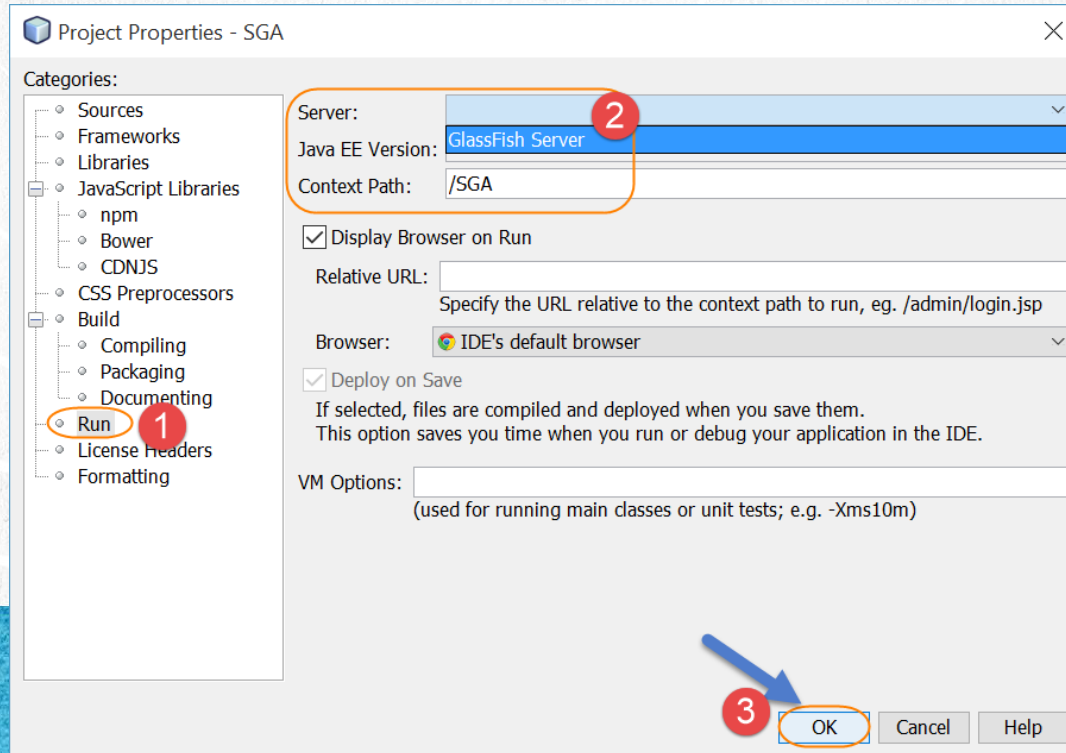 Project Properties - SGA
Categories:
Sources
Frameworks
Libraries
JavaScript Libraries
npm
Bower
CDNJS
CSS Preprocessors
Build
Compiling
Packaging
Documenting
Run
1
License Headers
Formatting
Server:
2
GlassFish Server
Java EE Version:
Context Path: /SGA
Display Browser on Run
Relative URL:
Specify the URL relative to the context path to run, eg. /admin/login.jsp
Browser: IDE's default browser
Deploy on Save
If selected, files are compiled and deployed when you save them.
This option saves you time when you run or debug your application in the IDE.
VM Options:
(used for running main classes or unit tests; e.g. -Xms10m)
3
OK Cancel Help